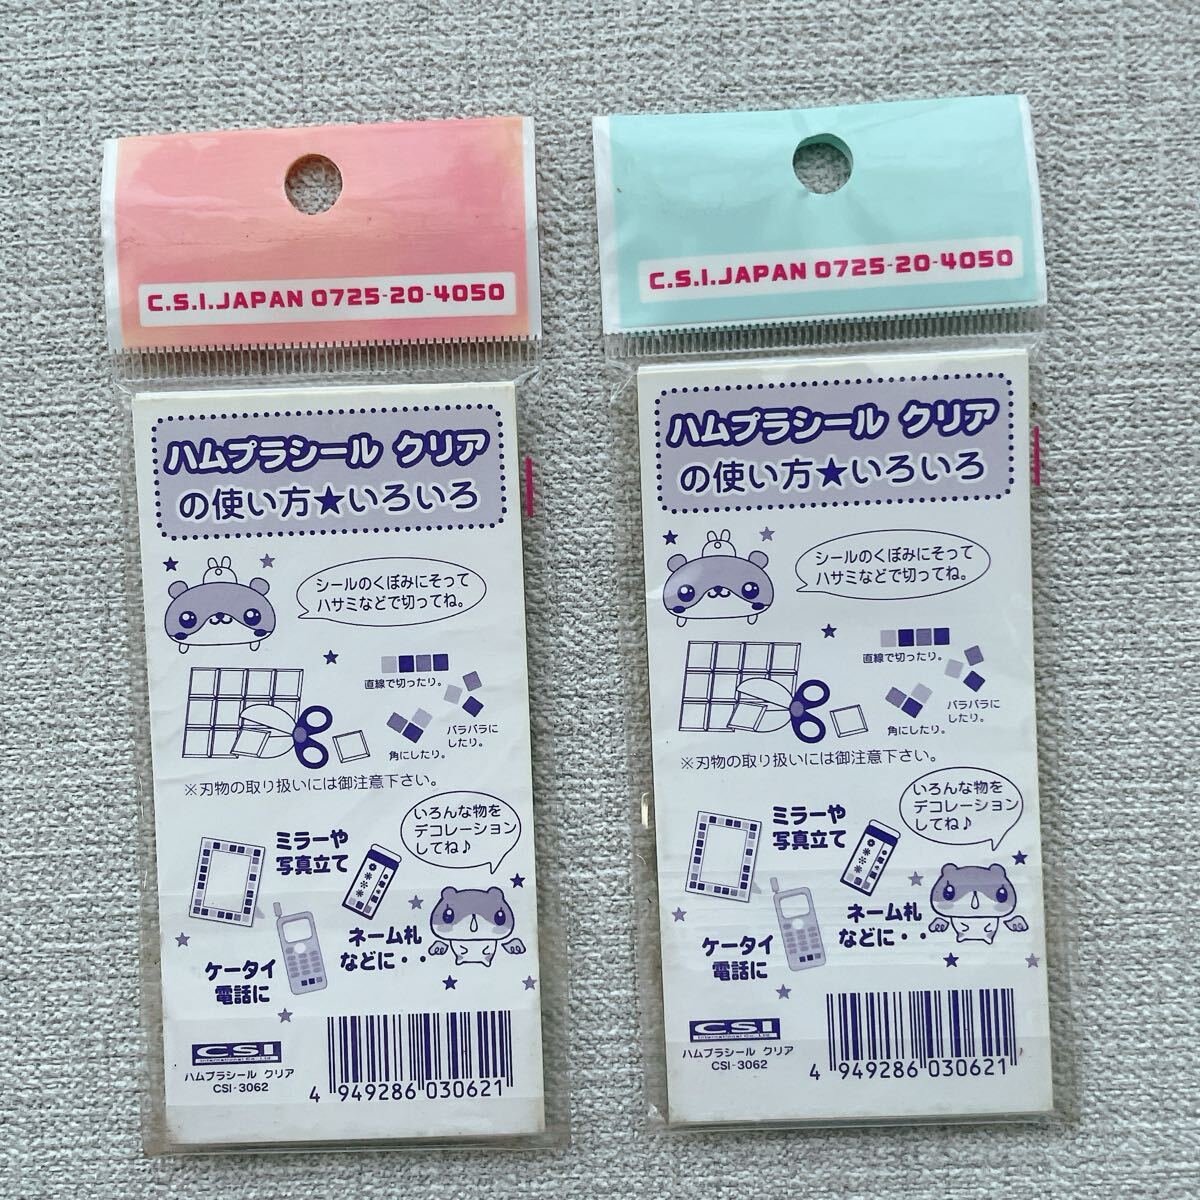 C.S.I.JAPAN 0725-20-4050
ハムプラシール クリア
の使い方★いろいろ
シールのくぼみにそって
ハサミなどで切ってね。
直線で切ったり。
バラバラに
したり。
角にしたり。
※刃物の取り扱いには御注意下さい。
いろんな物を
デコレーション
してね♪
ミラーや
写真立て
ネーム札
などに・・
ケータイ
電話に
CSI
International Co.,Ltd
ハムプラシール クリア
CSI-3062
4 949286 030621
C.S.I.JAPAN 0725-20-4050
ハムプラシール クリア
の使い方★いろいろ
シールのくぼみにそって
ハサミなどで切ってね。
直線で切ったり。
バラバラに
したり。
角にしたり。
※刃物の取り扱いには御注意下さい。
いろんな物を
デコレーション
してね♪
ミラーや
写真立て
ネーム札
などに・・
ケータイ
電話に
CSI
International Co.,Ltd
ハムプラシール クリア
CSI-3062
4 949286 030621